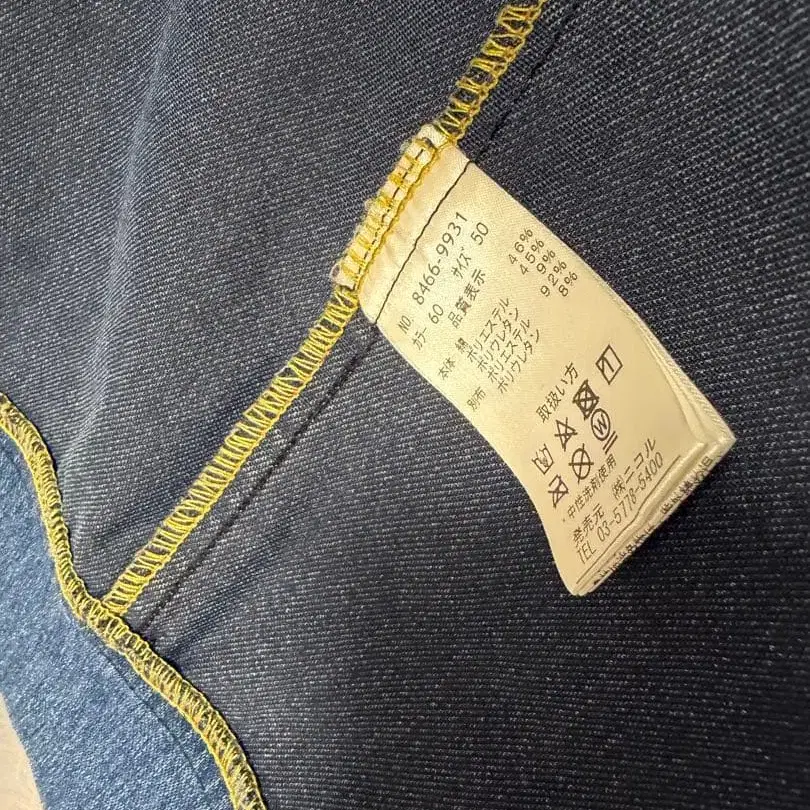 NO. 8466-9931
カラー 60 サイズ 50
品質表示
本体 綿 46%
ポリエステル 45%
ポリウレタン 9%
別布 ポリエステル 92%
ポリウレタン 8%
取扱い方
W
・中性洗剤使用
発売元 (株)ニコル
TEL 03-5778-5400